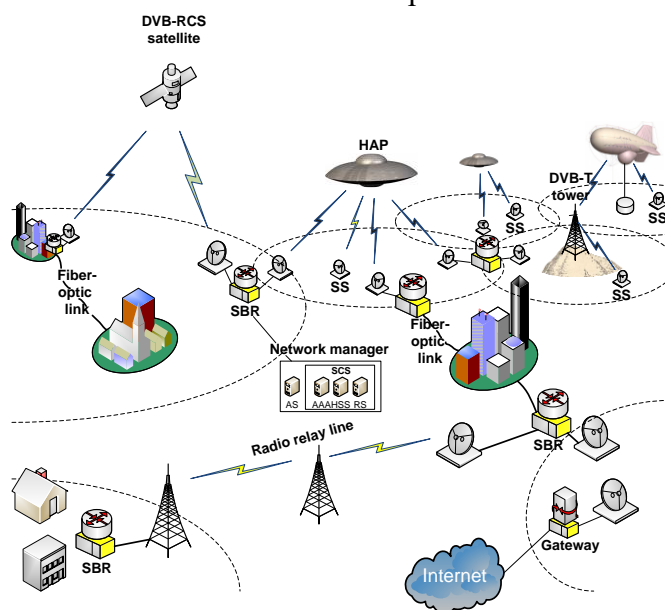 DVB-RCS
satellite
HAP
DVB-T
tower
SS
SS
SS
SS
Fiber-
optic
link
SBR
Fiber-
optic
link
Network manager
SCS
AS
AAA
HSS
RS
Radio relay line
SBR
SBR
Gateway
Internet